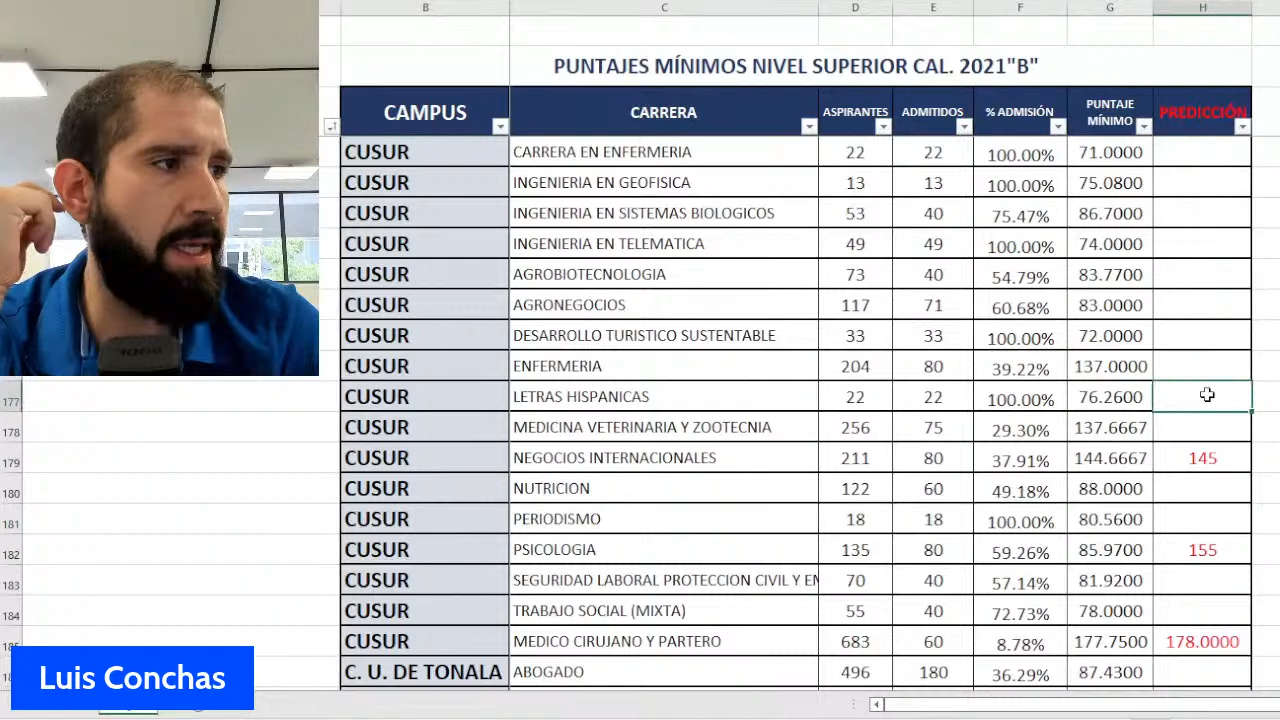 B C D E F G H
PUNTAJES MÍNIMOS NIVEL SUPERIOR CAL. 2021"B"
CAMPUS CARRERA ASPIRANTES ADMITIDOS % ADMISIÓN PUNTAJE MÍNIMO PREDICCIÓN
CUSUR CARRERA EN ENFERMERIA 22 22 100.00% 71.0000
CUSUR INGENIERIA EN GEOFISICA 13 13 100.00% 75.0800
CUSUR INGENIERIA EN SISTEMAS BIOLOGICOS 53 40 75.47% 86.7000
CUSUR INGENIERIA EN TELEMATICA 49 49 100.00% 74.0000
CUSUR AGROBIOTECNOLOGIA 73 40 54.79% 83.7700
CUSUR AGRONEGOCIOS 117 71 60.68% 83.0000
CUSUR DESARROLLO TURISTICO SUSTENTABLE 33 33 100.00% 72.0000
CUSUR ENFERMERIA 204 80 39.22% 137.0000
177 CUSUR LETRAS HISPANICAS 22 22 100.00% 76.2600
178 CUSUR MEDICINA VETERINARIA Y ZOOTECNIA 256 75 29.30% 137.6667
179 CUSUR NEGOCIOS INTERNACIONALES 211 80 37.91% 144.6667 145
180 CUSUR NUTRICION 122 60 49.18% 88.0000
181 CUSUR PERIODISMO 18 18 100.00% 80.5600
182 CUSUR PSICOLOGIA 135 80 59.26% 85.9700 155
183 CUSUR SEGURIDAD LABORAL PROTECCION CIVIL Y EN 70 40 57.14% 81.9200
184 CUSUR TRABAJO SOCIAL (MIXTA) 55 40 72.73% 78.0000
185 CUSUR MEDICO CIRUJANO Y PARTERO 683 60 8.78% 177.7500 178.0000
C. U. DE TONALA ABOGADO 496 180 36.29% 87.4300
Luis Conchas